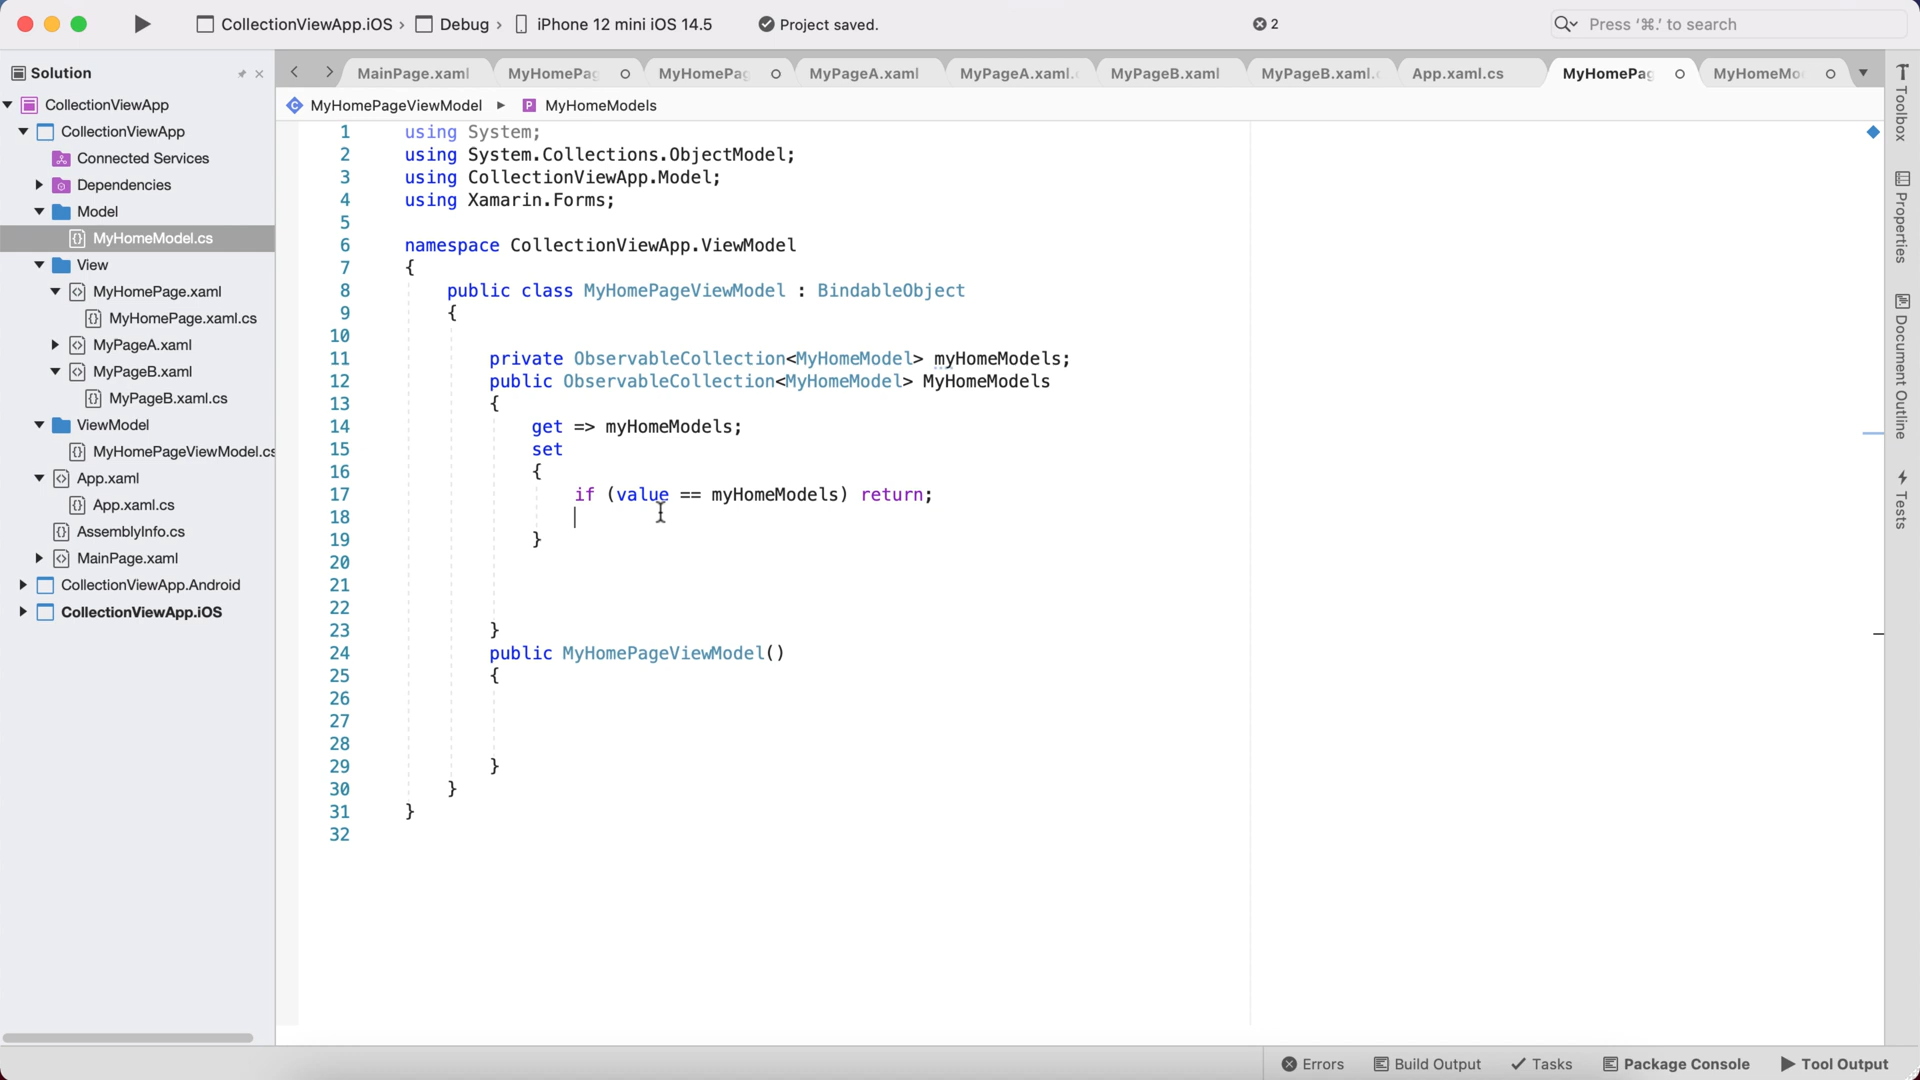 CollectionViewApp.iOS › Debug › iPhone 12 mini iOS 14.5 Project saved. 2 Press ‘⌘.’ to search
Solution
CollectionViewApp
CollectionViewApp
Connected Services
Dependencies
Model
MyHomeModel.cs
View
MyHomePage.xaml
MyHomePage.xaml.cs
MyPageA.xaml
MyPageB.xaml
MyPageB.xaml.cs
ViewModel
MyHomePageViewModel.cs
App.xaml
App.xaml.cs
AssemblyInfo.cs
MainPage.xaml
CollectionViewApp.Android
CollectionViewApp.iOS
MainPage.xaml MyHomePag MyHomePag MyPageA.xaml MyPageA.xaml. MyPageB.xaml MyPageB.xaml. App.xaml.cs MyHomePag MyHomeMo
MyHomePageViewModel MyHomeModels
1 using System;
2 using System.Collections.ObjectModel;
3 using CollectionViewApp.Model;
4 using Xamarin.Forms;
5
6 namespace CollectionViewApp.ViewModel
7 {
8 public class MyHomePageViewModel : BindableObject
9 {
10
11 private ObservableCollection<MyHomeModel> myHomeModels;
12 public ObservableCollection<MyHomeModel> MyHomeModels
13 {
14 get => myHomeModels;
15 set
16 {
17 if (value == myHomeModels) return;
18
19 }
20
21
22
23 }
24 public MyHomePageViewModel()
25 {
26
27
28
29 }
30 }
31 }
32
Toolbox
Properties
Document Outline
Tests
Errors Build Output Tasks Package Console Tool Output